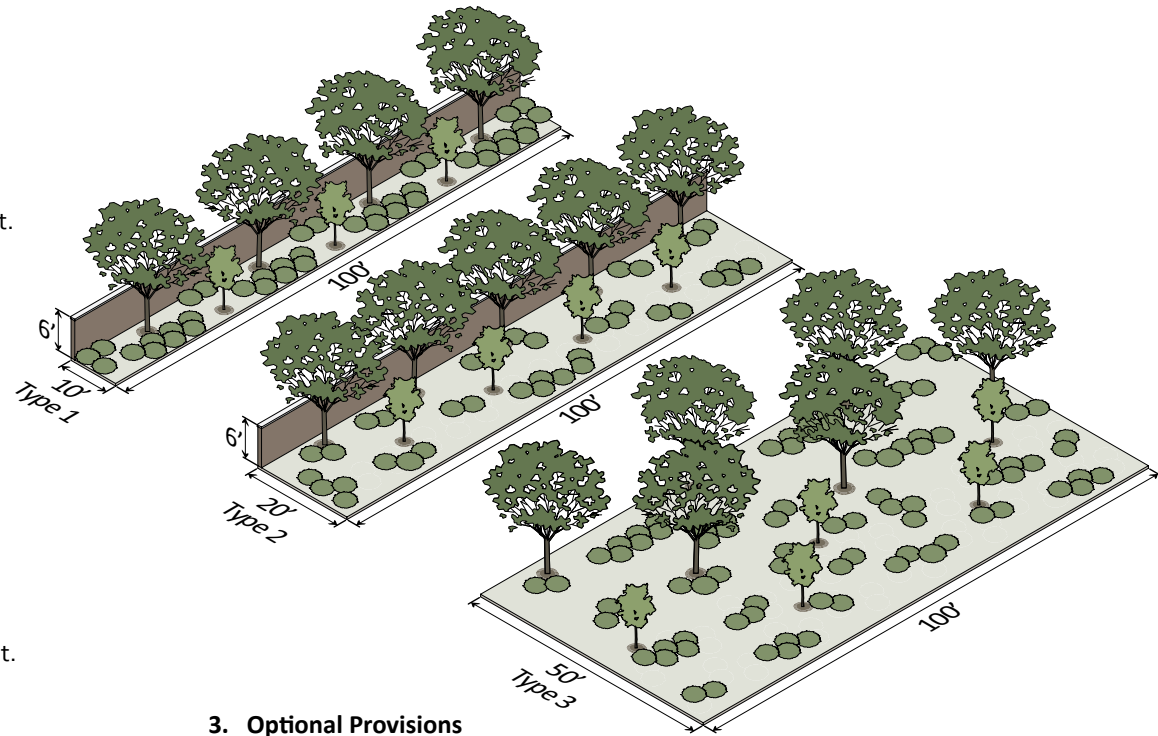 t.
100'
6'
10'
Type 1
100'
6'
20'
Type 2
100'
50'
Type 3
t.
3. Optional Provisions